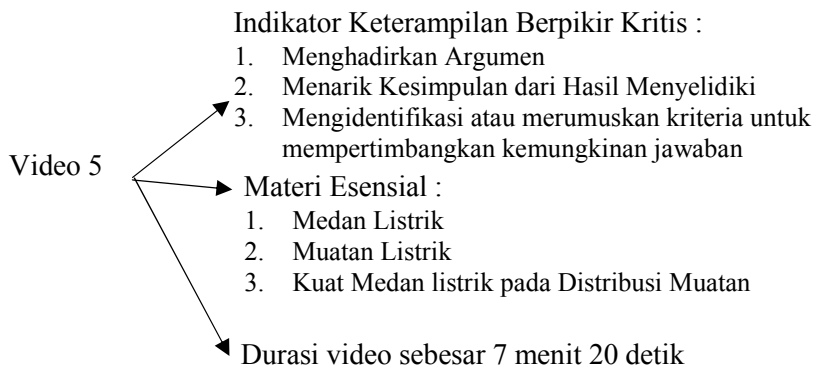 Indikator Keterampilan Berpikir Kritis :
1. Menghadirkan Argumen
2. Menarik Kesimpulan dari Hasil Menyelidiki
3. Mengidentifikasi atau merumuskan kriteria untuk
mempertimbangkan kemungkinan jawaban
Video 5
Materi Esensial :
1. Medan Listrik
2. Muatan Listrik
3. Kuat Medan listrik pada Distribusi Muatan
Durasi video sebesar 7 menit 20 detik